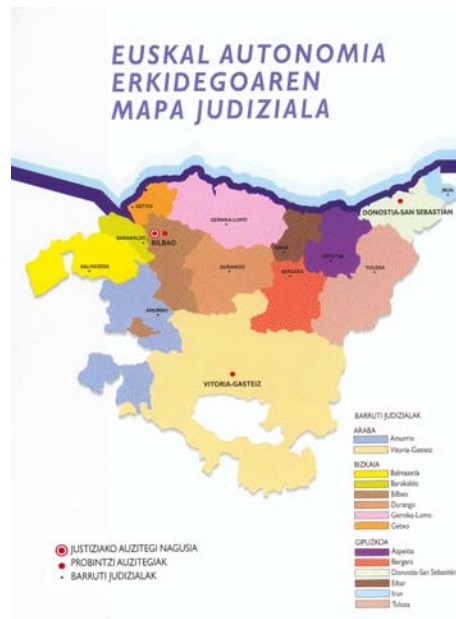 EUSKAL AUTONOMIA
ERKIDEGOAREN
MAPA JUDIZIALA
GETXO
GERNIKA-LUMO
IRUN
DONOSTIA-SAN SEBASTIAN
BARAKALDO
BILBAO
EIBAR
AZPEITIA
BALMASEDA
DURANGO
BERGARA
TOLOSA
AMURRIO
VITORIA-GASTEIZ
BARRUTI JUDIZIALAK
ARABA
Amurrio
Vitoria-Gasteiz
BIZKAIA
Balmaseda
Barakaldo
Bilbao
Durango
Gernika-Lumo
Getxo
GIPUZKOA
Azpeitia
Bergara
Donostia-San Sebastián
Eibar
Irun
Tolosa
JUSTIZIAKO AUZITEGI NAGUSIA
PROBINTZI AUZITEGIAK
BARRUTI JUDIZIALAK